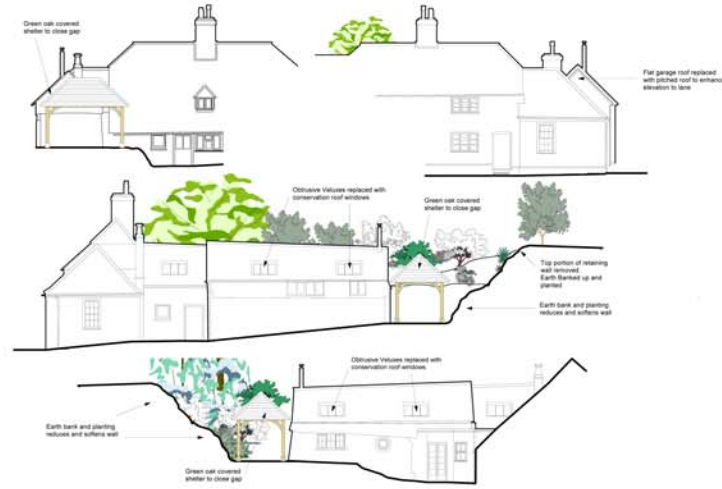 Green oak covered
shelter to close gap
Flat garage roof replaced
with pitched roof to enhance
elevation to lane
Obtrusive Veluxes replaced with
conservation roof windows
Green oak covered
shelter to close gap
Top portion of retaining
wall removed.
Earth Banked up and
planted
Earth bank and planting
reduces and softens wall
Obtrusive Veluxes replaced with
conservation roof windows
Earth bank and planting
reduces and softens wall
Green oak covered
shelter to close gap